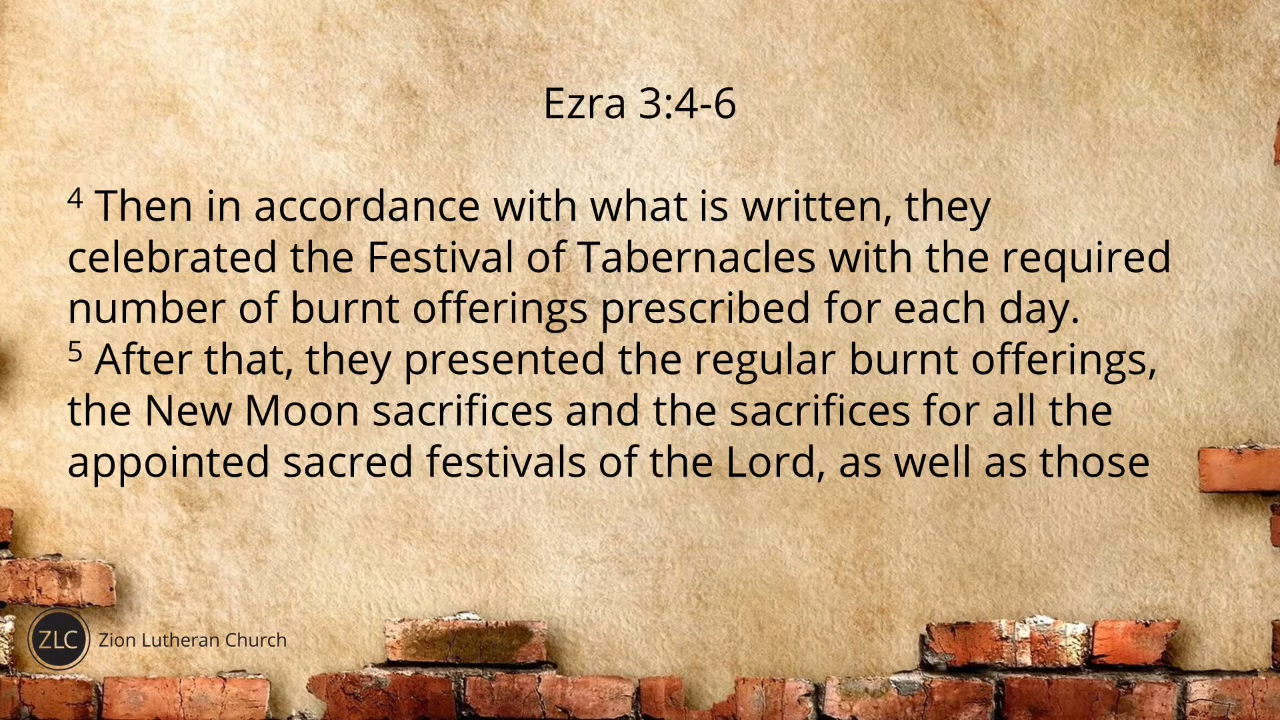 Ezra 3:4-6
4 Then in accordance with what is written, they
celebrated the Festival of Tabernacles with the required
number of burnt offerings prescribed for each day.
5 After that, they presented the regular burnt offerings,
the New Moon sacrifices and the sacrifices for all the
appointed sacred festivals of the Lord, as well as those
ZLC Zion Lutheran Church